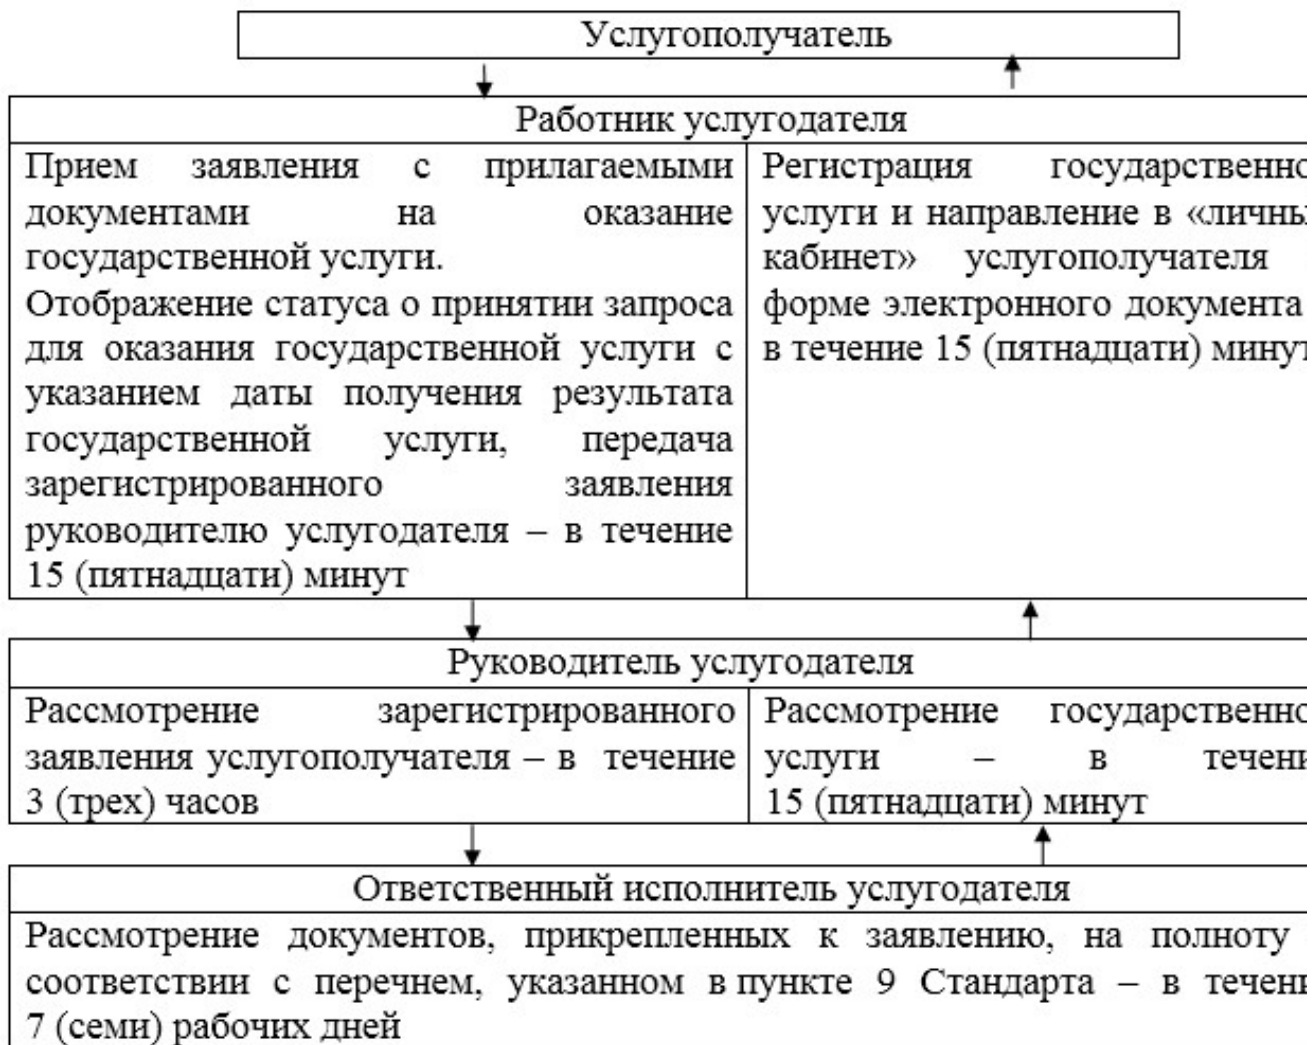 Услугополучатель
Работник услугодателя
Прием заявления с прилагаемыми
документами на оказание
государственной услуги.
Отображение статуса о принятии запроса
для оказания государственной услуги с
указанием даты получения результата
государственной услуги, передача
зарегистрированного заявления
руководителю услугодателя – в течение
15 (пятнадцати) минут
Регистрация государственно
услуги и направление в «личны
кабинет» услугополучателя
форме электронного документа
в течение 15 (пятнадцати) минут
Руководитель услугодателя
Рассмотрение зарегистрированного
заявления услугополучателя – в течение
3 (трех) часов
Рассмотрение государственно
услуги – в течени
15 (пятнадцати) минут
Ответственный исполнитель услугодателя
Рассмотрение документов, прикрепленных к заявлению, на полноту
соответствии с перечнем, указанном в пункте 9 Стандарта – в течени
7 (семи) рабочих дней